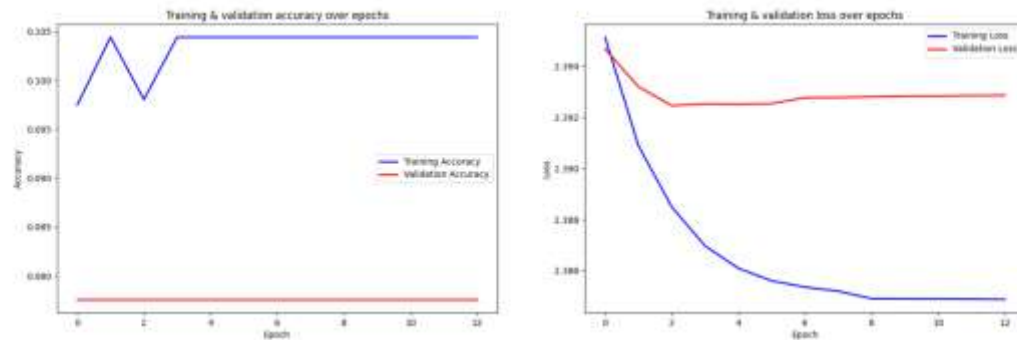 Training & validation accuracy over epochs
0.105
0.100
0.095
0.090
0.085
0.080
Accuracy
Training Accuracy
Validation Accuracy
0 2 4 6 8 10 12
Epoch
Training & validation loss over epochs
Loss
Training Loss
Validation Loss
0 2 4 6 8 10 12
Epoch